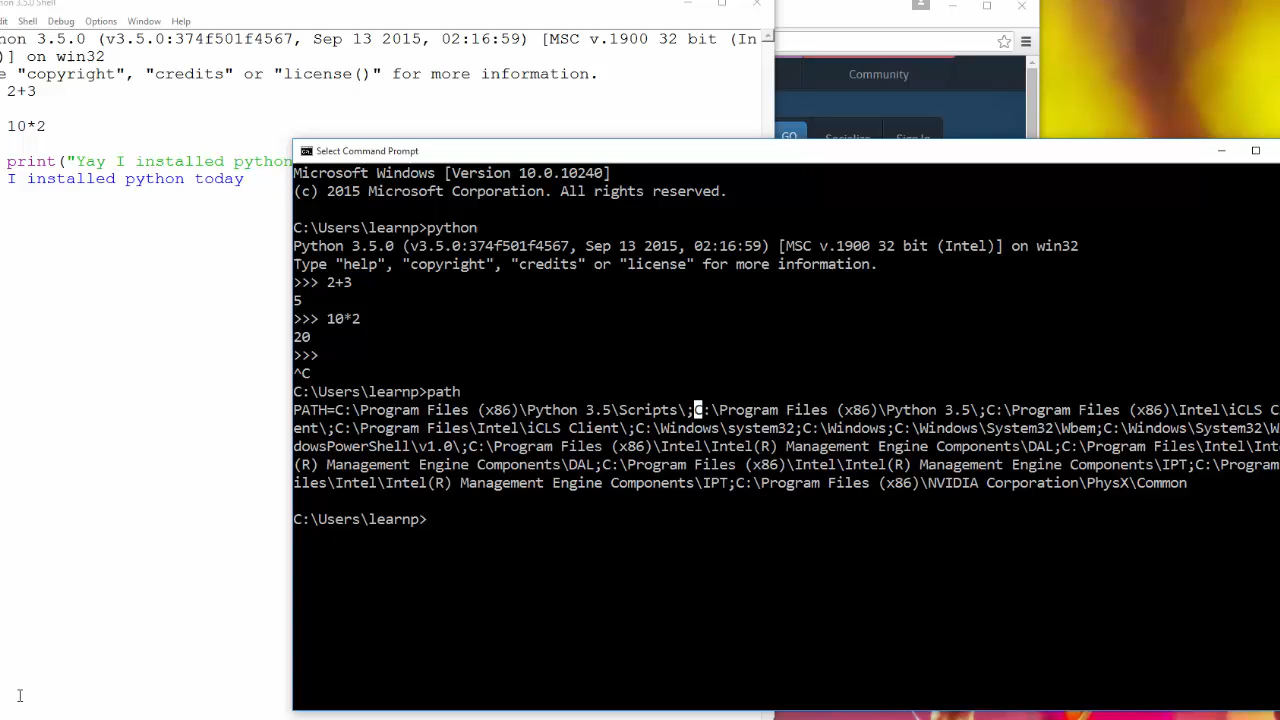 3.5.0 Shell
Shell Debug Options Window Help
3.5.0 (v3.5.0:374f501f4567, Sep 13 2015, 02:16:59) [MSC v.1900 32 bit (In
)] on win32
"copyright", "credits" or "license()" for more information.
2+3
10*2
print("Yay I installed python
I installed python today
Community
GO Socialize Sign In
Select Command Prompt
Microsoft Windows [Version 10.0.10240]
(c) 2015 Microsoft Corporation. All rights reserved.
C:\Users\learnp>python
Python 3.5.0 (v3.5.0:374f501f4567, Sep 13 2015, 02:16:59) [MSC v.1900 32 bit (Intel)] on win32
Type "help", "copyright", "credits" or "license" for more information.
>>> 2+3
5
>>> 10*2
20
>>>
^C
C:\Users\learnp>path
PATH=C:\Program Files (x86)\Python 3.5\Scripts\;C:\Program Files (x86)\Python 3.5\;C:\Program Files (x86)\Intel\iCLS C
ent\;C:\Program Files\Intel\iCLS Client\;C:\Windows\system32;C:\Windows;C:\Windows\System32\Wbem;C:\Windows\System32\W
dowsPowerShell\v1.0\;C:\Program Files (x86)\Intel\Intel(R) Management Engine Components\DAL;C:\Program Files\Intel\Int
(R) Management Engine Components\DAL;C:\Program Files (x86)\Intel\Intel(R) Management Engine Components\IPT;C:\Program
iles\Intel\Intel(R) Management Engine Components\IPT;C:\Program Files (x86)\NVIDIA Corporation\PhysX\Common
C:\Users\learnp>